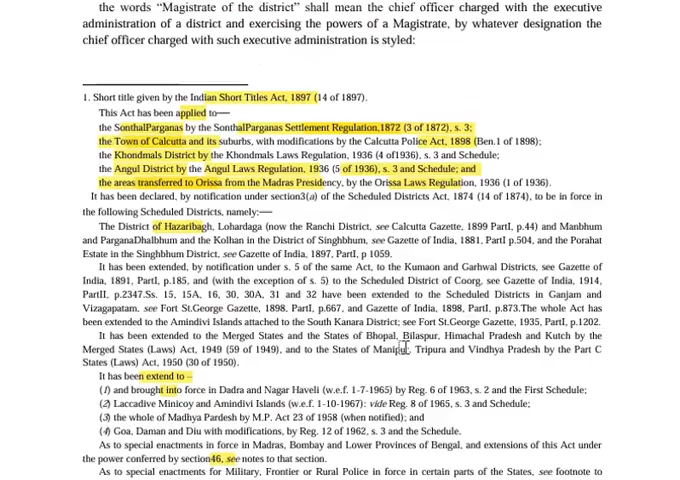 the words “Magistrate of the district” shall mean the chief officer charged with the executive
administration of a district and exercising the powers of a Magistrate, by whatever designation the
chief officer charged with such executive administration is styled:
1. Short title given by the Indian Short Titles Act, 1897 (14 of 1897).
This Act has been applied to—
the SonthalParganas by the SonthalParganas Settlement Regulation,1872 (3 of 1872), s. 3;
the Town of Calcutta and its suburbs, with modifications by the Calcutta Police Act, 1898 (Ben.1 of 1898);
the Khondmals District by the Khondmals Laws Regulation, 1936 (4 of1936), s. 3 and Schedule;
the Angul District by the Angul Laws Regulation, 1936 (5 of 1936), s. 3 and Schedule; and
the areas transferred to Orissa from the Madras Presidency, by the Orissa Laws Regulation, 1936 (1 of 1936).
It has been declared, by notification under section3(a) of the Scheduled Districts Act, 1874 (14 of 1874), to be in force in
the following Scheduled Districts, namely:—
The District of Hazaribagh, Lohardaga (now the Ranchi District, see Calcutta Gazette, 1899 PartI, p.44) and Manbhum
and ParganaDhalbhum and the Kolhan in the District of Singhbhum, see Gazette of India, 1881, PartI p.504, and the Porahat
Estate in the Singhbhum District, see Gazette of India, 1897, PartI, p 1059.
It has been extended, by notification under s. 5 of the same Act, to the Kumaon and Garhwal Districts, see Gazette of
India, 1891, PartI, p.185, and (with the exception of s. 5) to the Scheduled District of Coorg, see Gazette of India, 1914,
PartII, p.2347.Ss. 15, 15A, 16, 30, 30A, 31 and 32 have been extended to the Scheduled Districts in Ganjam and
Vizagapatam. see Fort St.George Gazette, 1898. PartI, p.667, and Gazette of India, 1898, PartI, p.873.The whole Act has
been extended to the Amindivi Islands attached to the South Kanara District; see Fort St.George Gazette, 1935, PartI, p.1202.
It has been extended to the Merged States and the States of Bhopal, Bilaspur, Himachal Pradesh and Kutch by the
Merged States (Laws) Act, 1949 (59 of 1949), and to the States of Manipur, Tripura and Vindhya Pradesh by the Part C
States (Laws) Act, 1950 (30 of 1950).
It has been extend to –
(1) and brought into force in Dadra and Nagar Haveli (w.e.f. 1-7-1965) by Reg. 6 of 1963, s. 2 and the First Schedule;
(2) Laccadive Minicoy and Amindivi Islands (w.e.f. 1-10-1967): vide Reg. 8 of 1965, s. 3 and Schedule;
(3) the whole of Madhya Pardesh by M.P. Act 23 of 1958 (when notified); and
(4) Goa, Daman and Diu with modifications, by Reg. 12 of 1962, s. 3 and the Schedule.
As to special enactments in force in Madras, Bombay and Lower Provinces of Bengal, and extensions of this Act under
the power conferred by section46, see notes to that section.
As to special enactments for Military, Frontier or Rural Police in force in certain parts of the States, see footnote to